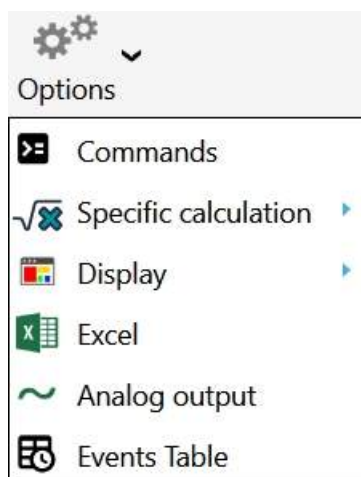 Options
Commands
Specific calculation
Display
Excel
Analog output
Events Table